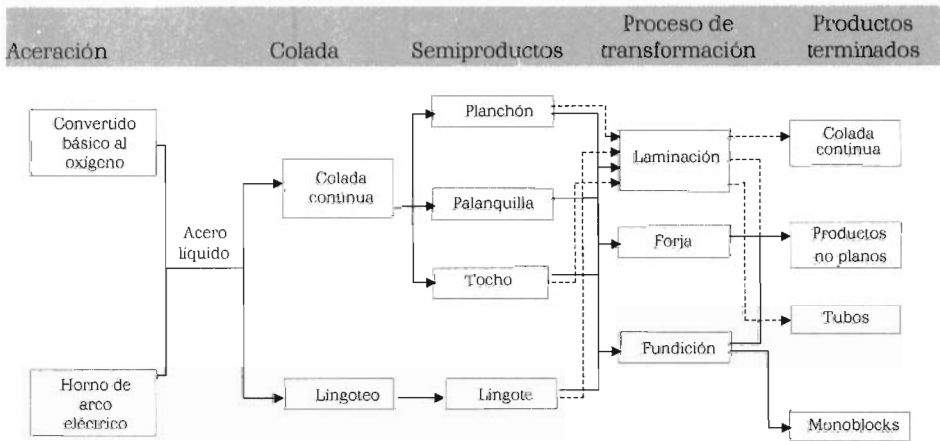 Aceración
Colada
Semiproductos
Proceso de
transformación
Productos
terminados
Convertido
básico al
oxígeno
Horno de
arco
eléctrico
Acero
líquido
Colada
continua
Lingoteo
Planchón
Palanquilla
Tocho
Lingote
Laminación
Forja
Fundición
Colada
continua
Productos
no planos
Tubos
Monoblocks